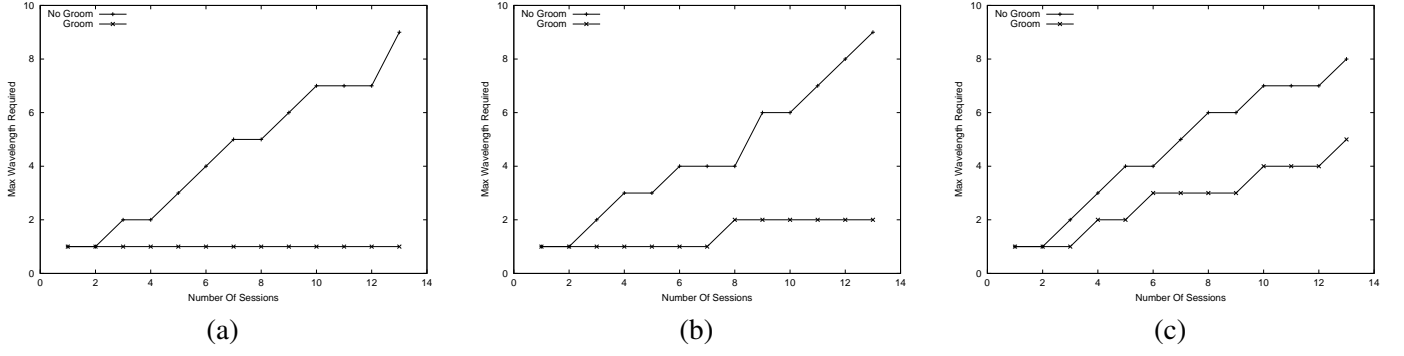 10
8
6
4
2
0
Max Wavelength Required
No Groom
Groom
0 2 4 6 8 10 12 14
Number Of Sessions
(a)
10
8
6
4
2
0
Max Wavelength Required
No Groom
Groom
0 2 4 6 8 10 12 14
Number Of Sessions
(b)
10
8
6
4
2
0
Max Wavelength Required
No Groom
Groom
0 2 4 6 8 10 12 14
Number Of Sessions
(c)